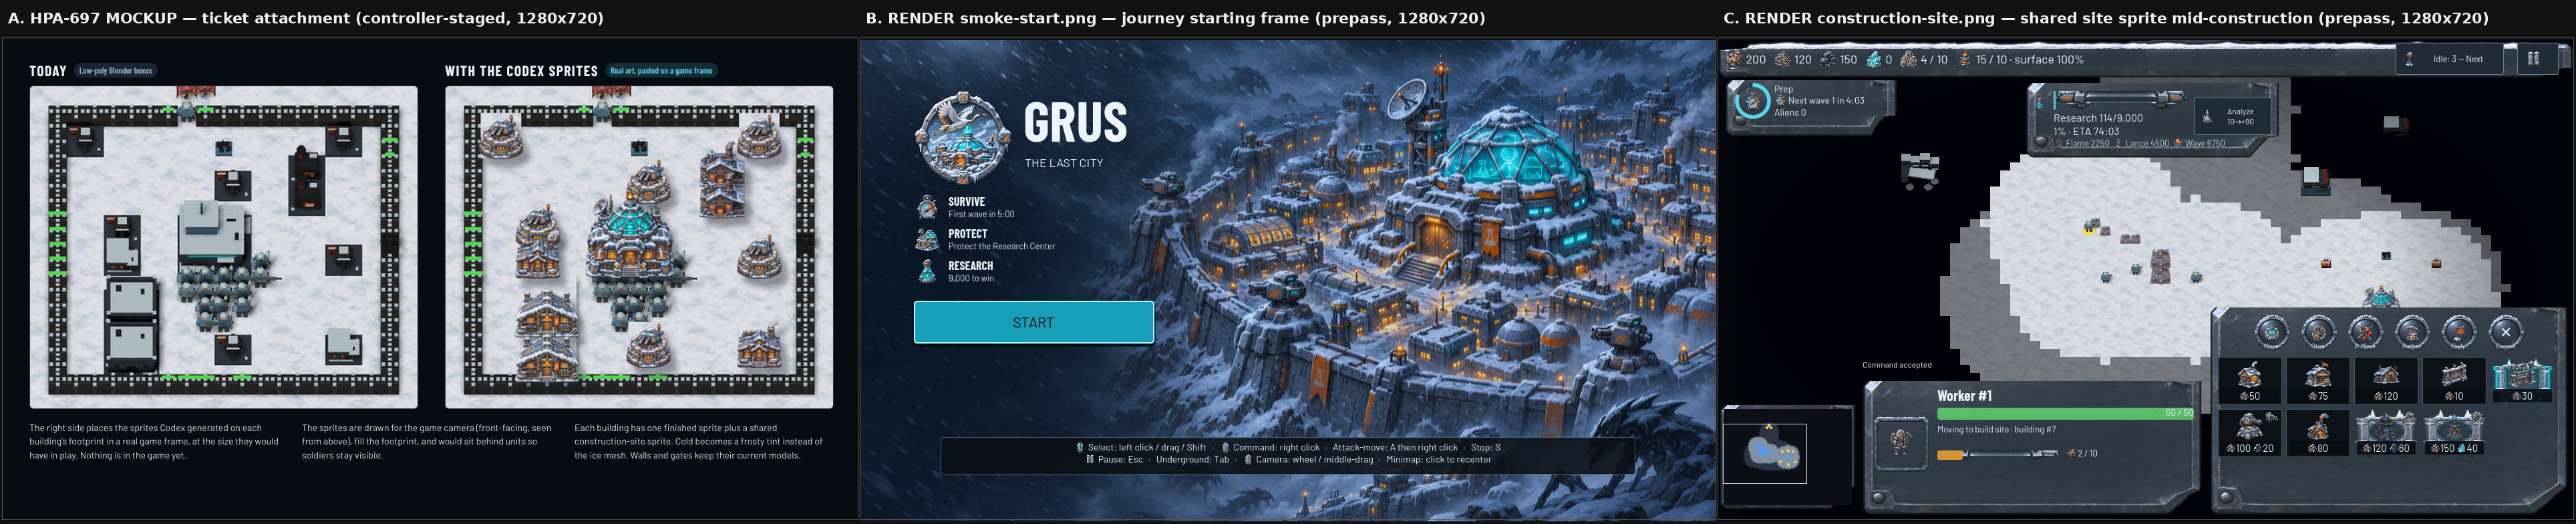 A. HPA-697 MOCKUP — ticket attachment (controller-staged, 1280x720)
TODAY
Low-poly Blender boxes
WITH THE CODEX SPRITES
Real art, pasted on a game frame
The right side places the sprites Codex generated on each
building's footprint in a real game frame, at the size they would
have in play. Nothing is in the game yet.
The sprites are drawn for the game camera (front-facing, seen
from above), fill the footprint, and would sit behind units so
soldiers stay visible.
Each building has one finished sprite plus a shared
construction-site sprite. Cold becomes a frosty tint instead of
the ice mesh. Walls and gates keep their current models.
B. RENDER smoke-start.png — journey starting frame (prepass, 1280x720)
GRUS
THE LAST CITY
SURVIVE
First wave in 5:00
PROTECT
Protect the Research Center
RESEARCH
9,000 to win
START
Select: left click / drag / Shift · Command: right click · Attack-move: A then right click · Stop: S
Pause: Esc · Underground: Tab · Camera: wheel / middle-drag · Minimap: click to recenter
C. RENDER construction-site.png — shared site sprite mid-construction (prepass, 1280x720)
200 120 150 0 4 / 10 15 / 10 · surface 100%
Idle: 3 — Next
Prep
Next wave 1 in 4:03
Aliens 0
Research 114/9,000
1% · ETA 74:03
Flame 2250 Lance 4500 Wave 6750
Analyze
10→+90
Command accepted
Worker #1
50 / 50
Moving to build site · building #7
2 / 10
50 75 120 10 30
100 20 80 120 60 150 40